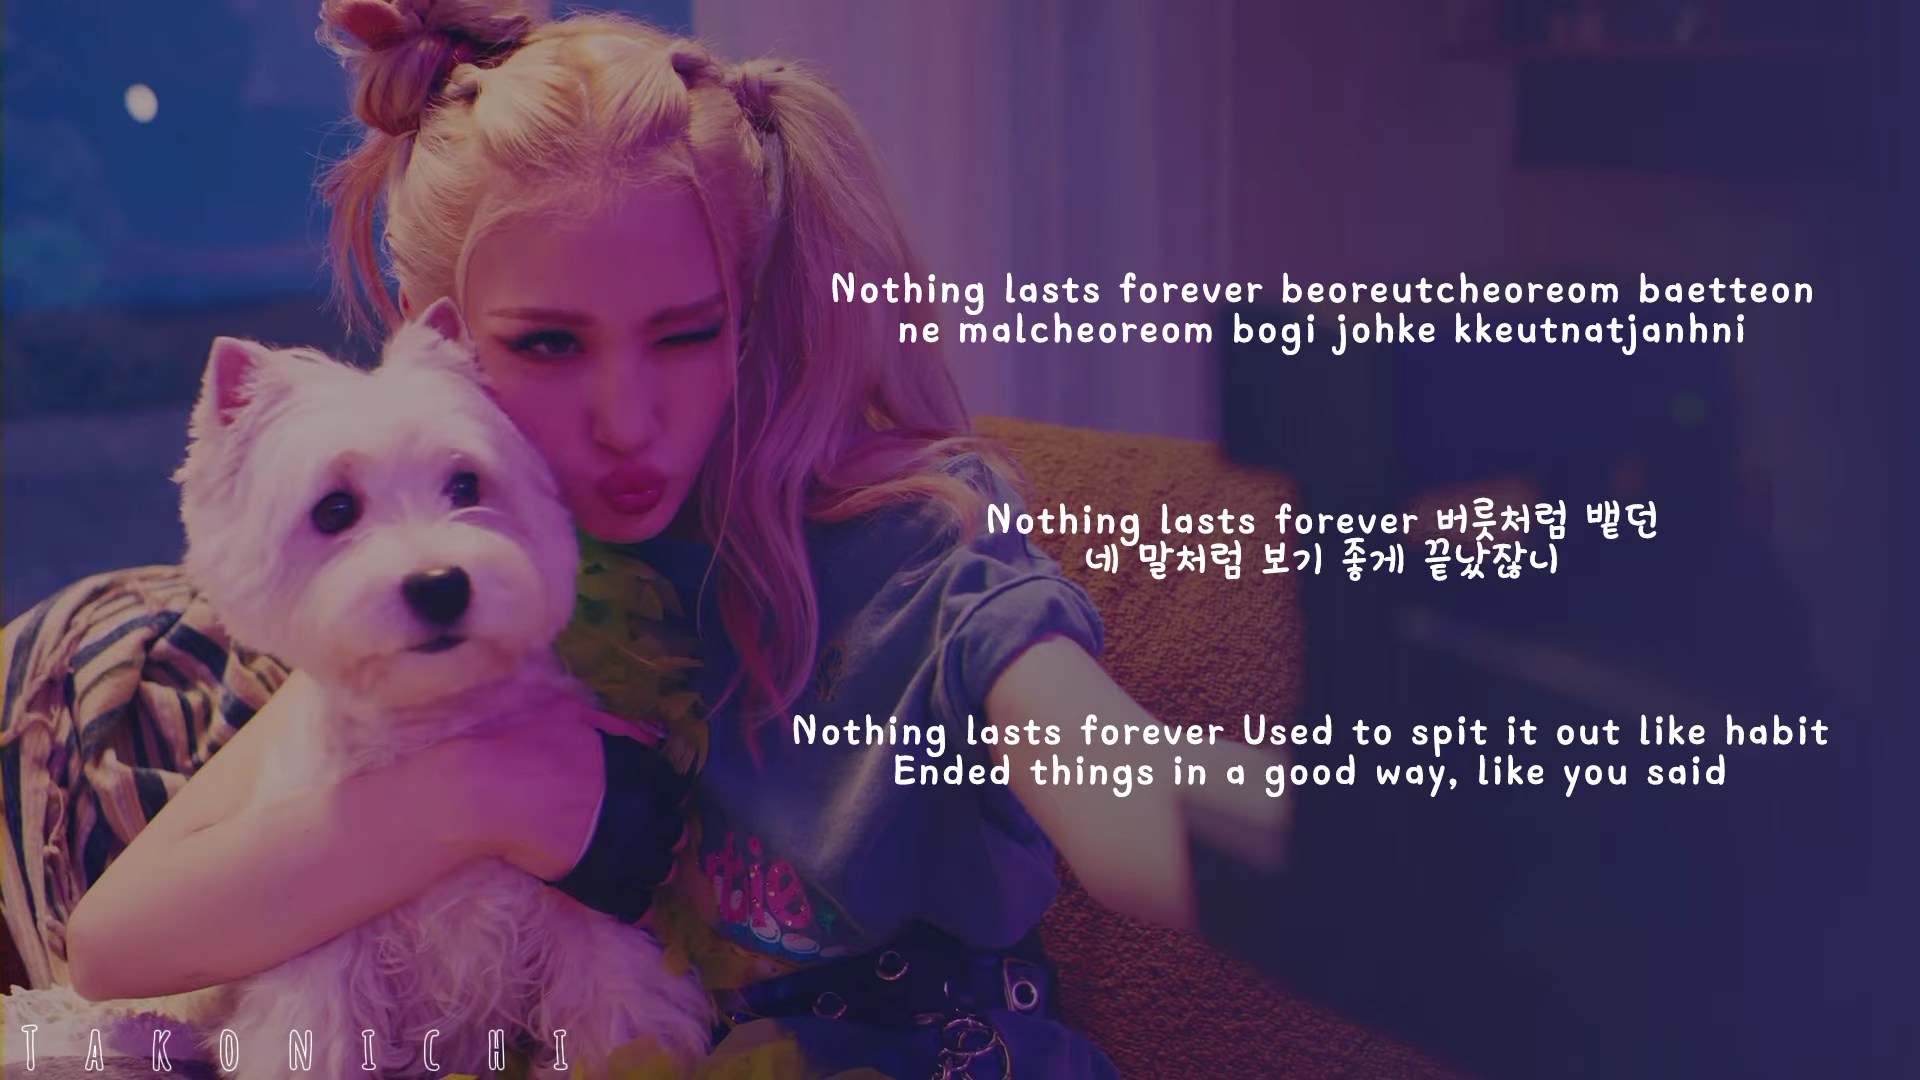 Nothing lasts forever beoreutcheoreom baetteon
ne malcheoreom bogi johke kkeutnatjanhni
Nothing lasts forever 버릇처럼 뱉던
네 말처럼 보기 좋게 끝났잖니
Nothing lasts forever Used to spit it out like habit
Ended things in a good way, like you said
TAKONICHI